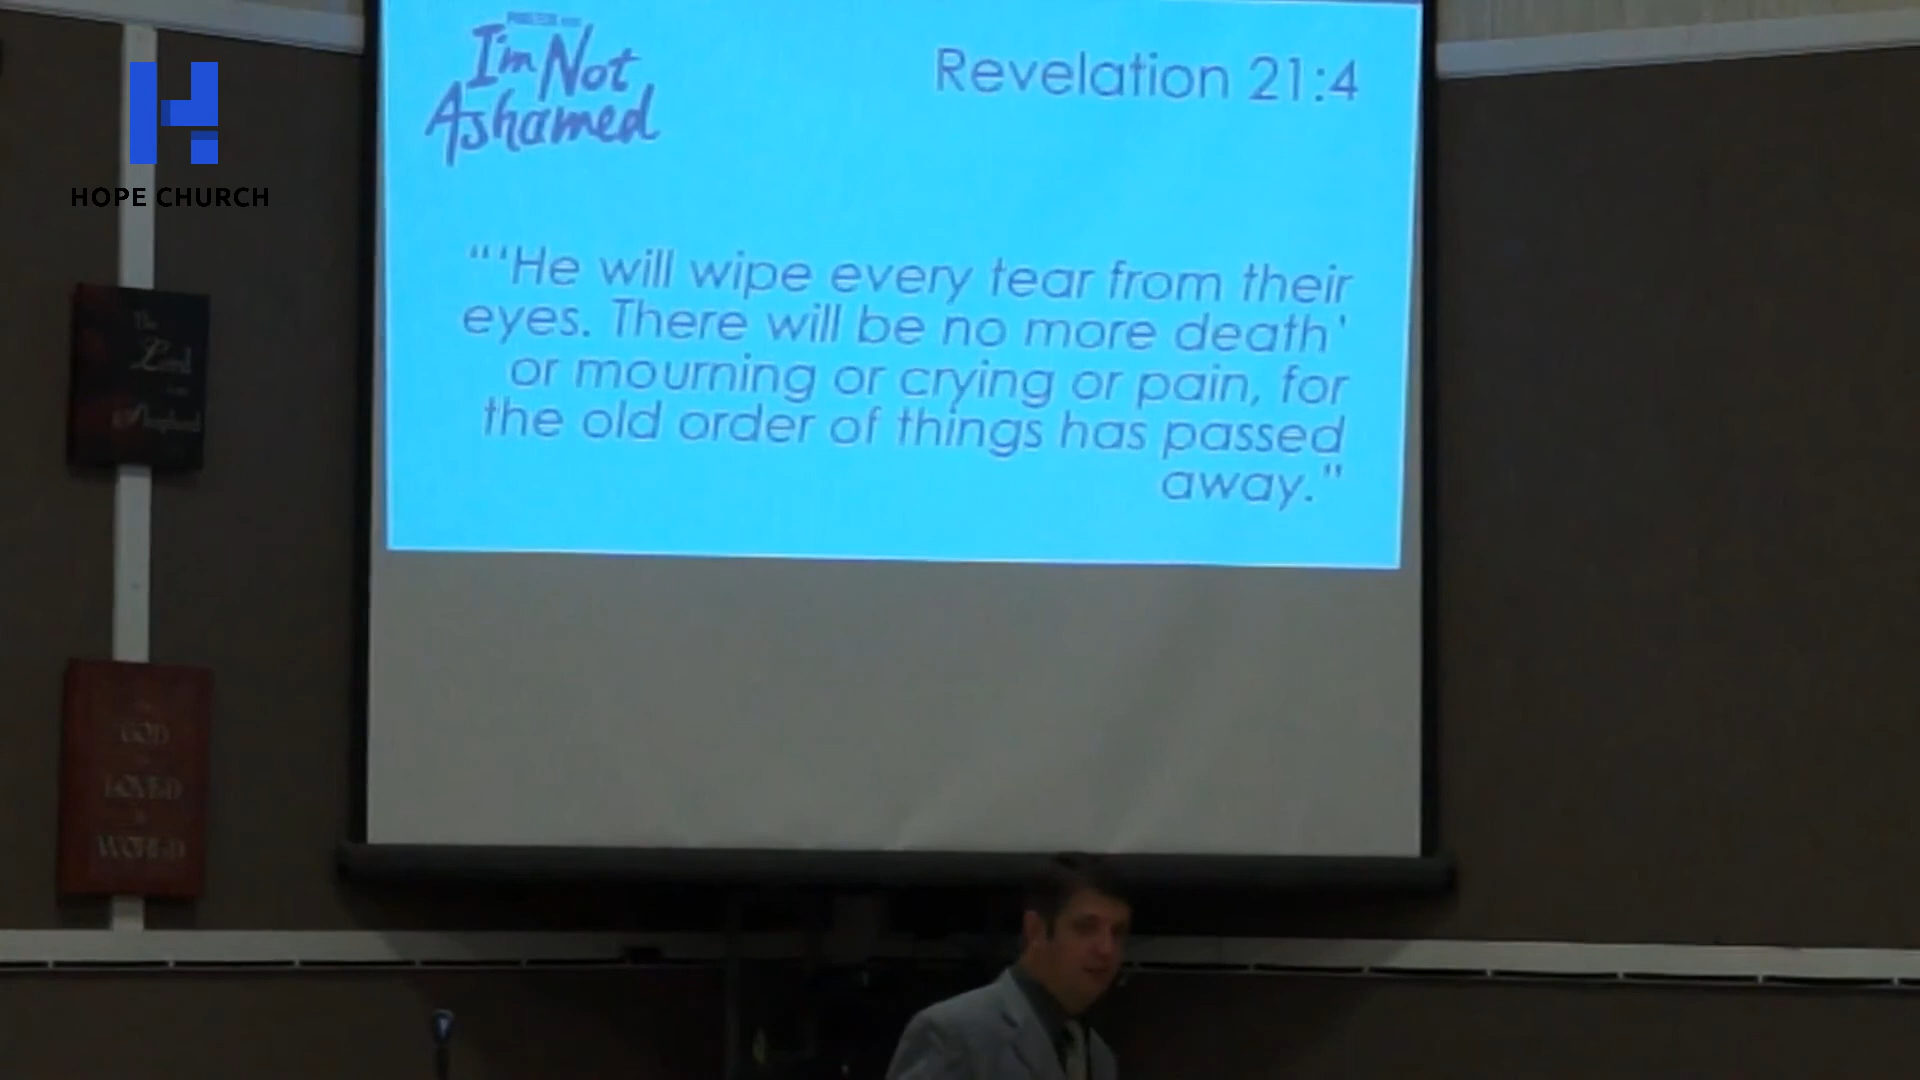 HOPE CHURCH
I'm Not
Ashamed
Revelation 21:4
“‘He will wipe every tear from their
eyes. There will be no more death’
or mourning or crying or pain, for
the old order of things has passed
away.”
The
Lord
Shepherd
GOD
LOVED
WORLD